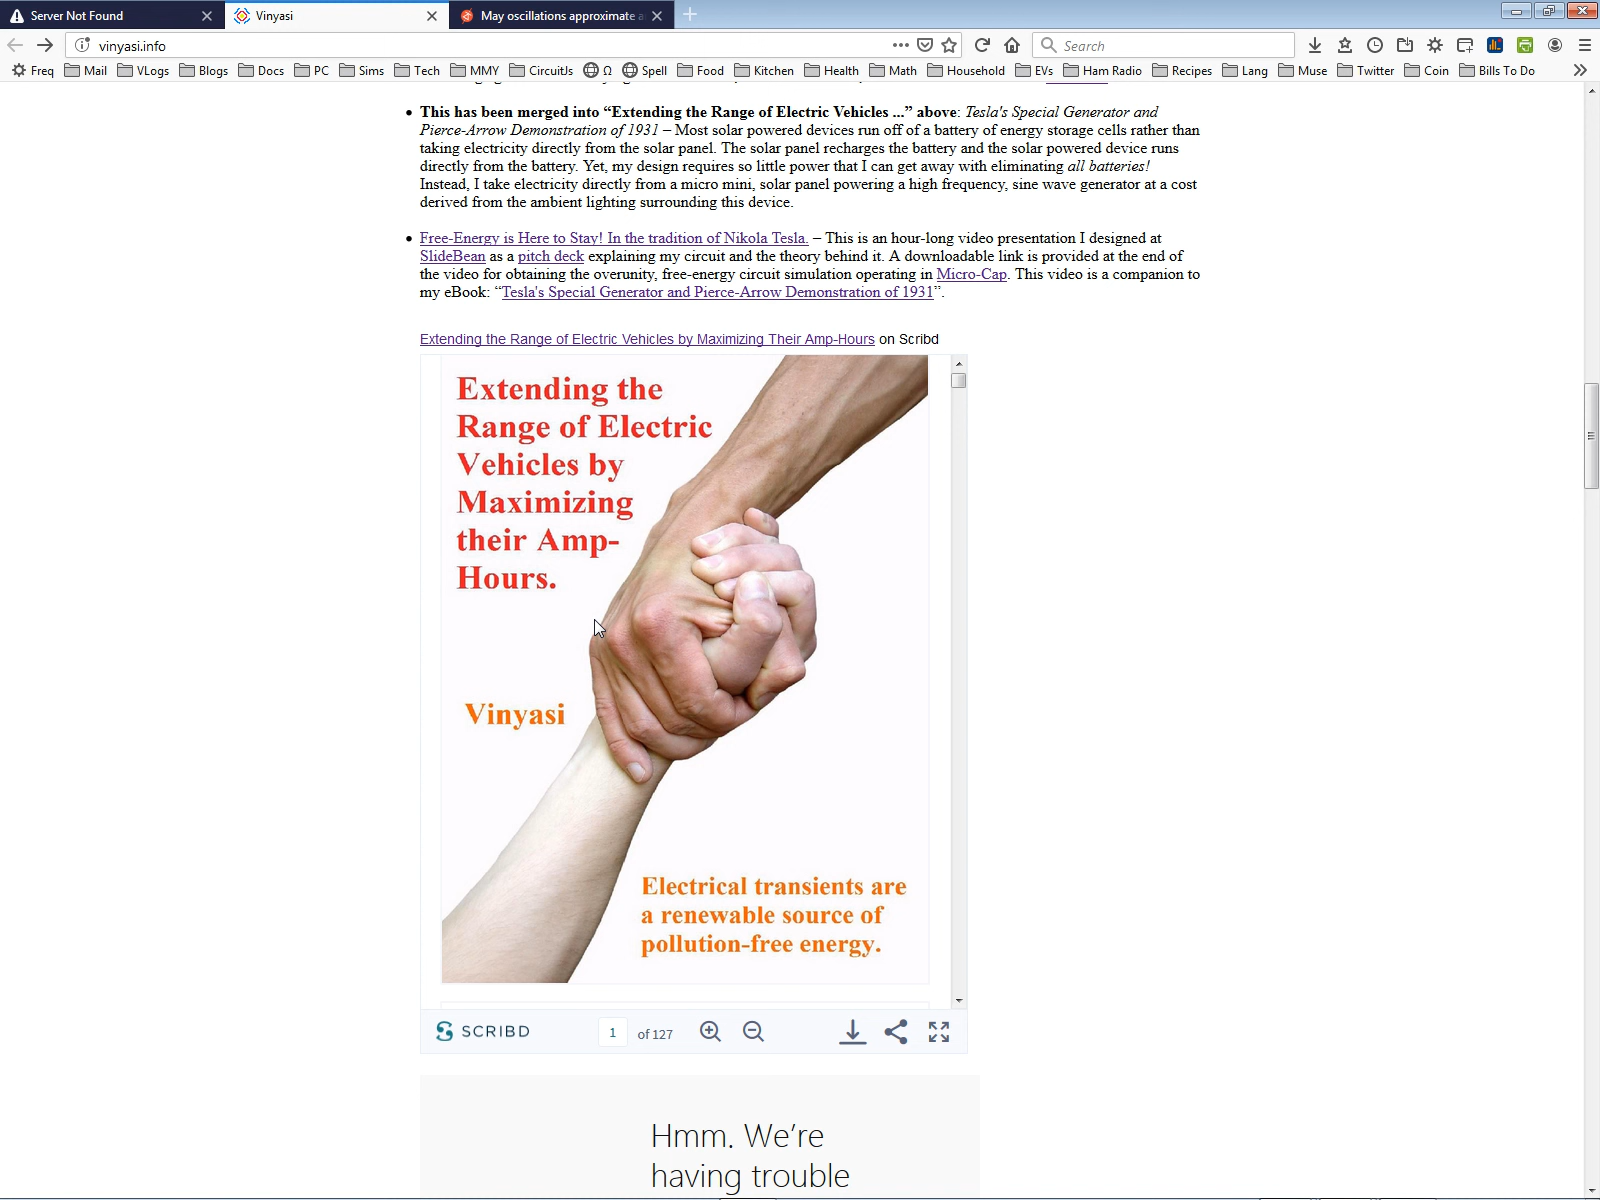 Server Not Found
Vinyasi
May oscillations approximate a
vinyasi.info
Search
Freq Mail VLogs Blogs Docs PC Sims Tech MMY CircuitJs Ω Spell Food Kitchen Health Math Household EVs Ham Radio Recipes Lang Muse Twitter Coin Bills To Do
• This has been merged into “Extending the Range of Electric Vehicles ...” above: Tesla's Special Generator and
Pierce-Arrow Demonstration of 1931 – Most solar powered devices run off of a battery of energy storage cells rather than
taking electricity directly from the solar panel. The solar panel recharges the battery and the solar powered device runs
directly from the battery. Yet, my design requires so little power that I can get away with eliminating all batteries!
Instead, I take electricity directly from a micro mini, solar panel powering a high frequency, sine wave generator at a cost
derived from the ambient lighting surrounding this device.
• Free-Energy is Here to Stay! In the tradition of Nikola Tesla. – This is an hour-long video presentation I designed at
SlideBean as a pitch deck explaining my circuit and the theory behind it. A downloadable link is provided at the end of
the video for obtaining the overunity, free-energy circuit simulation operating in Micro-Cap. This video is a companion to
my eBook: “Tesla's Special Generator and Pierce-Arrow Demonstration of 1931”.
Extending the Range of Electric Vehicles by Maximizing Their Amp-Hours on Scribd
Extending the
Range of Electric
Vehicles by
Maximizing
their Amp-
Hours.
Vinyasi
Electrical transients are
a renewable source of
pollution-free energy.
SCRIBD
1 of 127
Hmm. We’re
having trouble